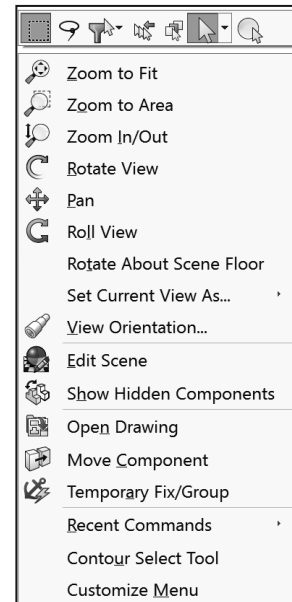 Zoom to Fit
Zoom to Area
Zoom In/Out
Rotate View
Pan
Roll View
Rotate About Scene Floor
Set Current View As...
View Orientation...
Edit Scene
Show Hidden Components
Open Drawing
Move Component
Temporary Fix/Group
Recent Commands
Contour Select Tool
Customize Menu